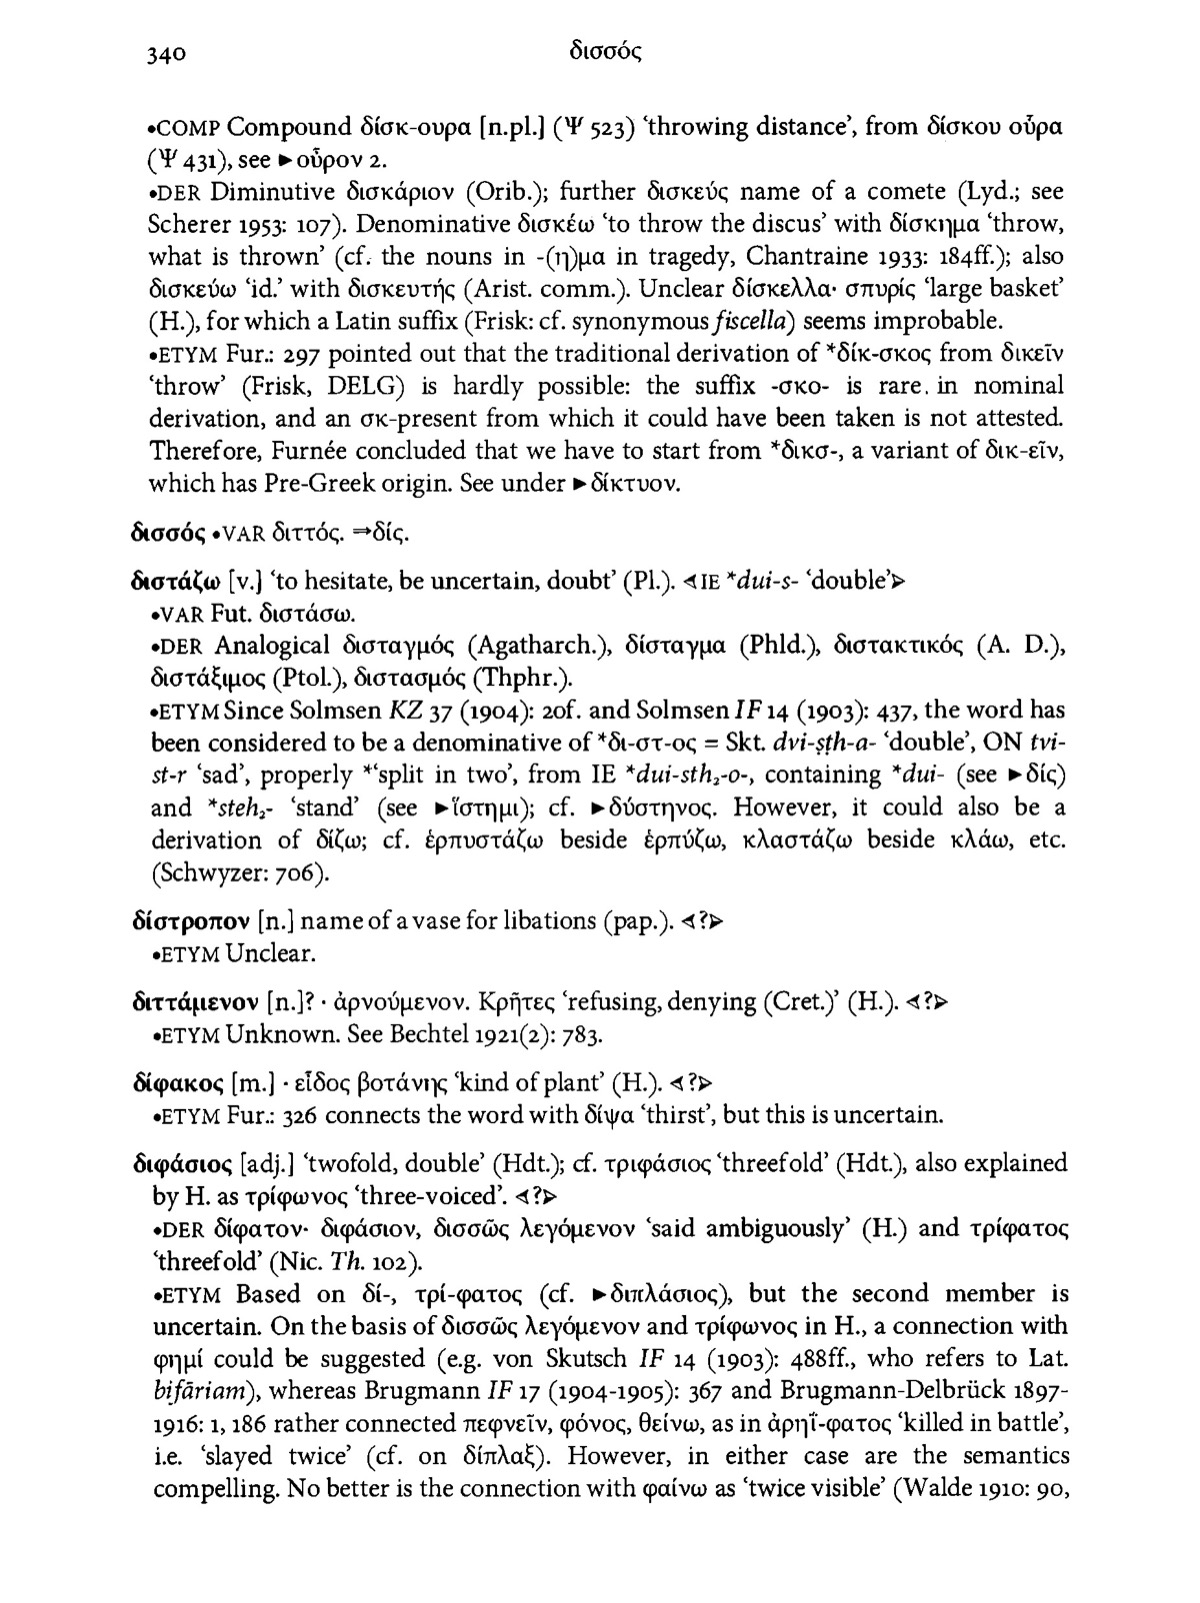 340
δισσός
•COMP Compound δίσκ-ουρα [n.pl.] (Ψ 523) ‘throwing distance’, from δίσκου οὖρα
(Ψ 431), see ►οὖρον 2.
•DER Diminutive δισκάριον (Orib.); further δισκεύς name of a comete (Lyd.; see
Scherer 1953: 107). Denominative δισκέω ‘to throw the discus’ with δίσκημα ‘throw,
what is thrown’ (cf. the nouns in -(η)μα in tragedy, Chantraine 1933: 184ff.); also
δισκεύω ‘id.’ with δισκευτής (Arist. comm.). Unclear δίσκελλα· σπυρίς ‘large basket’
(H.), for which a Latin suffix (Frisk: cf. synonymous fiscella) seems improbable.
•ETYM Fur.: 297 pointed out that the traditional derivation of *δίκ-σκος from δικεῖν
‘throw’ (Frisk, DELG) is hardly possible: the suffix -σκο- is rare. in nominal
derivation, and an σκ-present from which it could have been taken is not attested.
Therefore, Furnée concluded that we have to start from *δικσ-, a variant of δικ-εῖν,
which has Pre-Greek origin. See under ►δίκτυον.
δισσός •VAR διττός. ⇒δίς.
διστάζω [v.] ‘to hesitate, be uncertain, doubt’ (Pl.). ⊲IE *dui-s- ‘double’⊳
•VAR Fut. διστάσω.
•DER Analogical δισταγμός (Agatharch.), δίσταγμα (Phld.), διστακτικός (A. D.),
διστάξιμος (Ptol.), διστασμός (Thphr.).
•ETYM Since Solmsen KZ 37 (1904): 20f. and Solmsen IF 14 (1903): 437, the word has
been considered to be a denominative of *δι-στ-ος = Skt. dvi-ṣṭh-a- ‘double’, ON tvi-
st-r ‘sad’, properly *‘split in two’, from IE *dui-sth₂-o-, containing *dui- (see ►δίς)
and *steh₂- ‘stand’ (see ►ἵστημι); cf. ►δύστηνος. However, it could also be a
derivation of δίζω; cf. ἑρπυστάζω beside ἑρπύζω, κλαστάζω beside κλάω, etc.
(Schwyzer: 706).
δίστροπον [n.] name of a vase for libations (pap.). ⊲?⊳
•ETYM Unclear.
διττάμενον [n.]? · ἀρνούμενον. Κρῆτες ‘refusing, denying (Cret.)’ (H.). ⊲?⊳
•ETYM Unknown. See Bechtel 1921(2): 783.
δίφακος [m.] · εἶδος βοτάνης ‘kind of plant’ (H.). ⊲?⊳
•ETYM Fur.: 326 connects the word with δίψα ‘thirst’, but this is uncertain.
διφάσιος [adj.] ‘twofold, double’ (Hdt.); cf. τριφάσιος ‘threefold’ (Hdt.), also explained
by H. as τρίφωνος ‘three-voiced’. ⊲?⊳
•DER δίφατον· διφάσιον, δισσῶς λεγόμενον ‘said ambiguously’ (H.) and τρίφατος
‘threefold’ (Nic. Th. 102).
•ETYM Based on δί-, τρί-φατος (cf. ►διπλάσιος), but the second member is
uncertain. On the basis of δισσῶς λεγόμενον and τρίφωνος in H., a connection with
φημί could be suggested (e.g. von Skutsch IF 14 (1903): 488ff., who refers to Lat.
bifāriam), whereas Brugmann IF 17 (1904-1905): 367 and Brugmann-Delbrück 1897-
1916: 1, 186 rather connected πεφνεῖν, φόνος, θείνω, as in ἀρηΐ-φατος ‘killed in battle’,
i.e. ‘slayed twice’ (cf. on δίπλαξ). However, in either case are the semantics
compelling. No better is the connection with φαίνω as ‘twice visible’ (Walde 1910: 90,